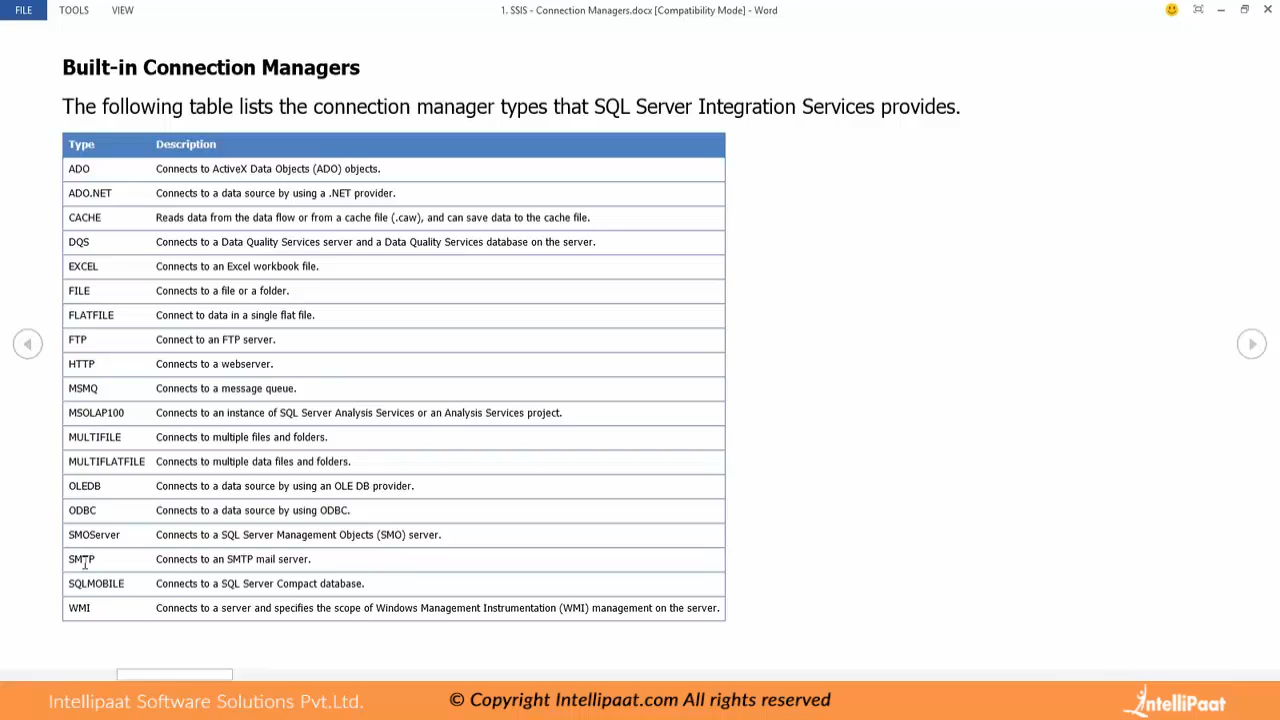 FILE TOOLS VIEW 1. SSIS - Connection Managers.docx [Compatibility Mode] - Word
Built-in Connection Managers
The following table lists the connection manager types that SQL Server Integration Services provides.
Type Description
ADO Connects to ActiveX Data Objects (ADO) objects.
ADO.NET Connects to a data source by using a .NET provider.
CACHE Reads data from the data flow or from a cache file (.caw), and can save data to the cache file.
DQS Connects to a Data Quality Services server and a Data Quality Services database on the server.
EXCEL Connects to an Excel workbook file.
FILE Connects to a file or a folder.
FLATFILE Connect to data in a single flat file.
FTP Connect to an FTP server.
HTTP Connects to a webserver.
MSMQ Connects to a message queue.
MSOLAP100 Connects to an instance of SQL Server Analysis Services or an Analysis Services project.
MULTIFILE Connects to multiple files and folders.
MULTIFLATFILE Connects to multiple data files and folders.
OLEDB Connects to a data source by using an OLE DB provider.
ODBC Connects to a data source by using ODBC.
SMOServer Connects to a SQL Server Management Objects (SMO) server.
SMTP Connects to an SMTP mail server.
SQLMOBILE Connects to a SQL Server Compact database.
WMI Connects to a server and specifies the scope of Windows Management Instrumentation (WMI) management on the server.
Intellipaat Software Solutions Pvt.Ltd. © Copyright Intellipaat.com All rights reserved IntelliPaat